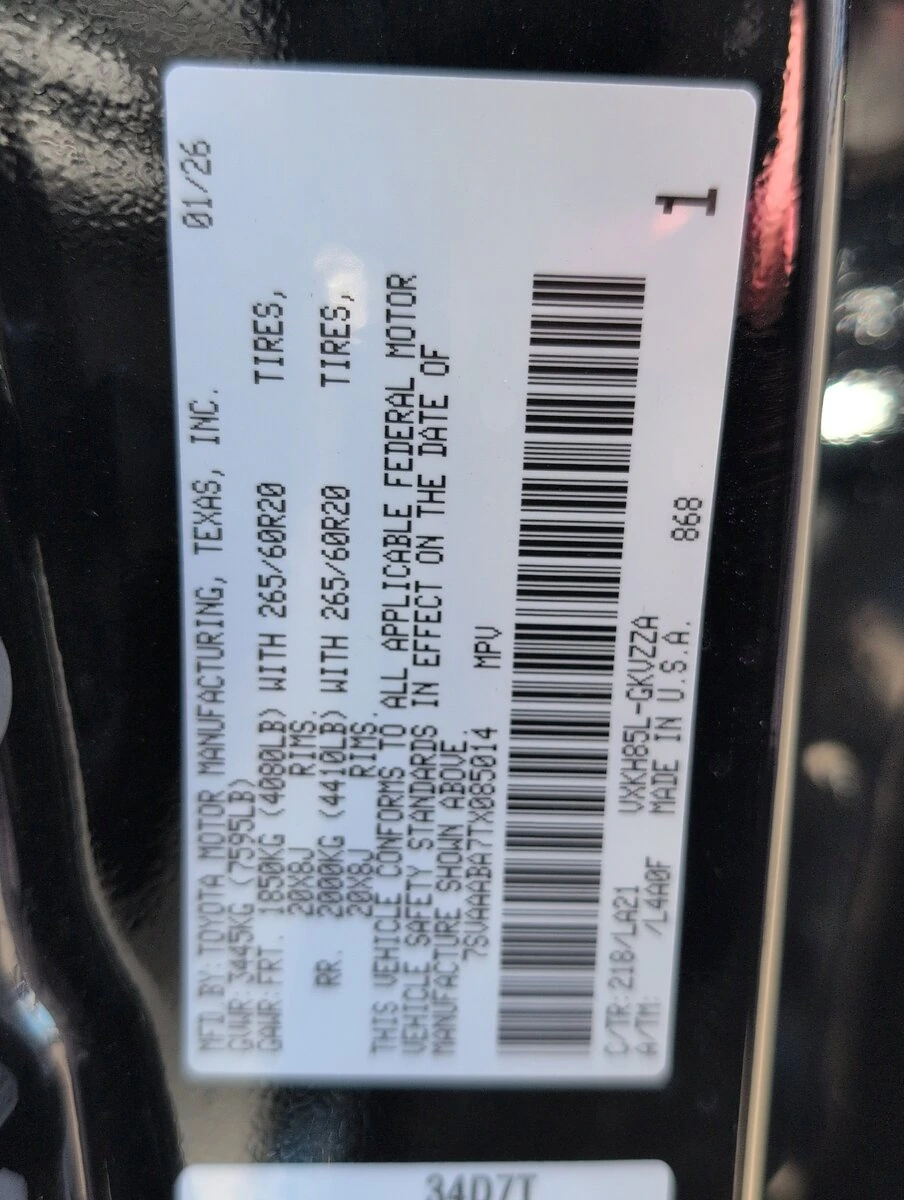 MFD.BY:TOYOTA MOTOR MANUFACTURING, TEXAS, INC. 01/26
GVWR:3445KG (7595LB)
GAWR:FRT. 1850KG (4080LB) WITH 265/60R20 TIRES,
20X8J RIMS,
RR. 2000KG (4410LB) WITH 265/60R20 TIRES,
20X8J RIMS.
THIS VEHICLE CONFORMS TO ALL APPLICABLE FEDERAL MOTOR
VEHICLE SAFETY STANDARDS IN EFFECT ON THE DATE OF
MANUFACTURE SHOWN ABOVE.
7SVAAABA7TX085014 MPV
C/TR:218/LA21 VXKH85L-GKVZZA
A/TM: /L4A0F MADE IN U.S.A. 868
1
34D7T